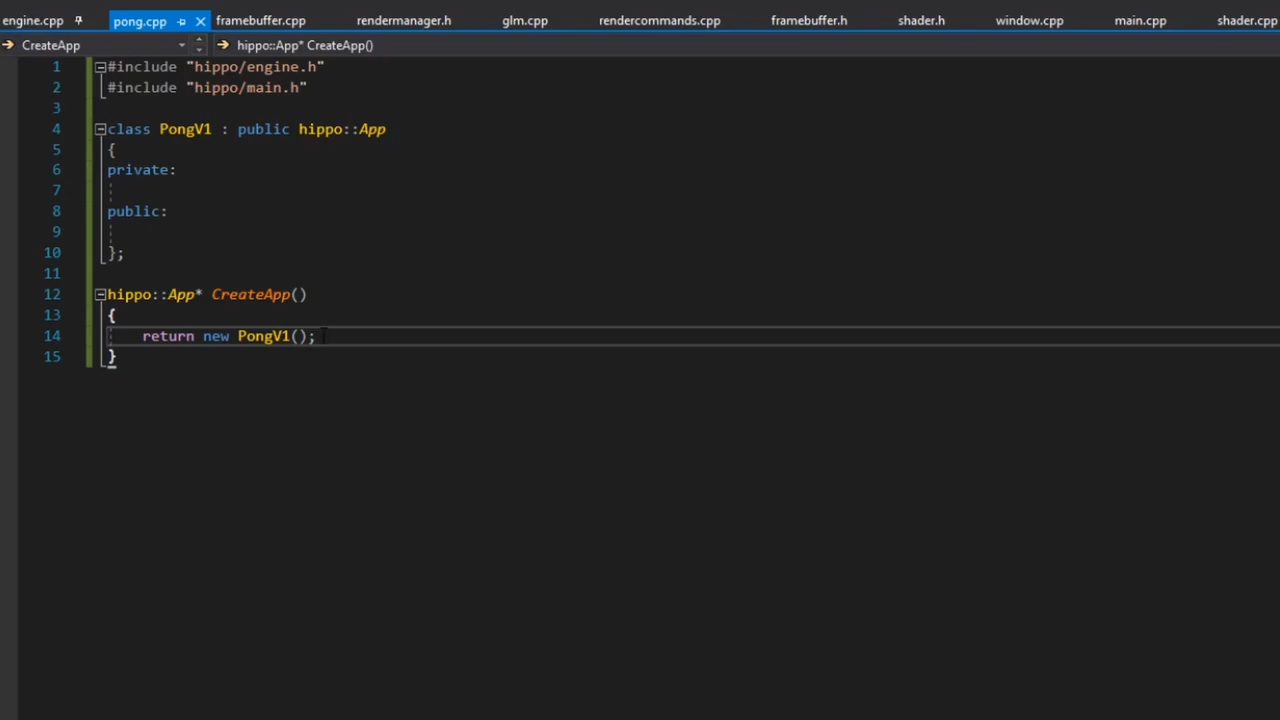 engine.cpp pong.cpp framebuffer.cpp rendermanager.h glm.cpp rendercommands.cpp framebuffer.h shader.h window.cpp main.cpp shader.cpp
CreateApp hippo::App* CreateApp()
1 #include "hippo/engine.h"
2 #include "hippo/main.h"
3
4 class PongV1 : public hippo::App
5 {
6 private:
7
8 public:
9
10 };
11
12 hippo::App* CreateApp()
13 {
14 return new PongV1();
15 }